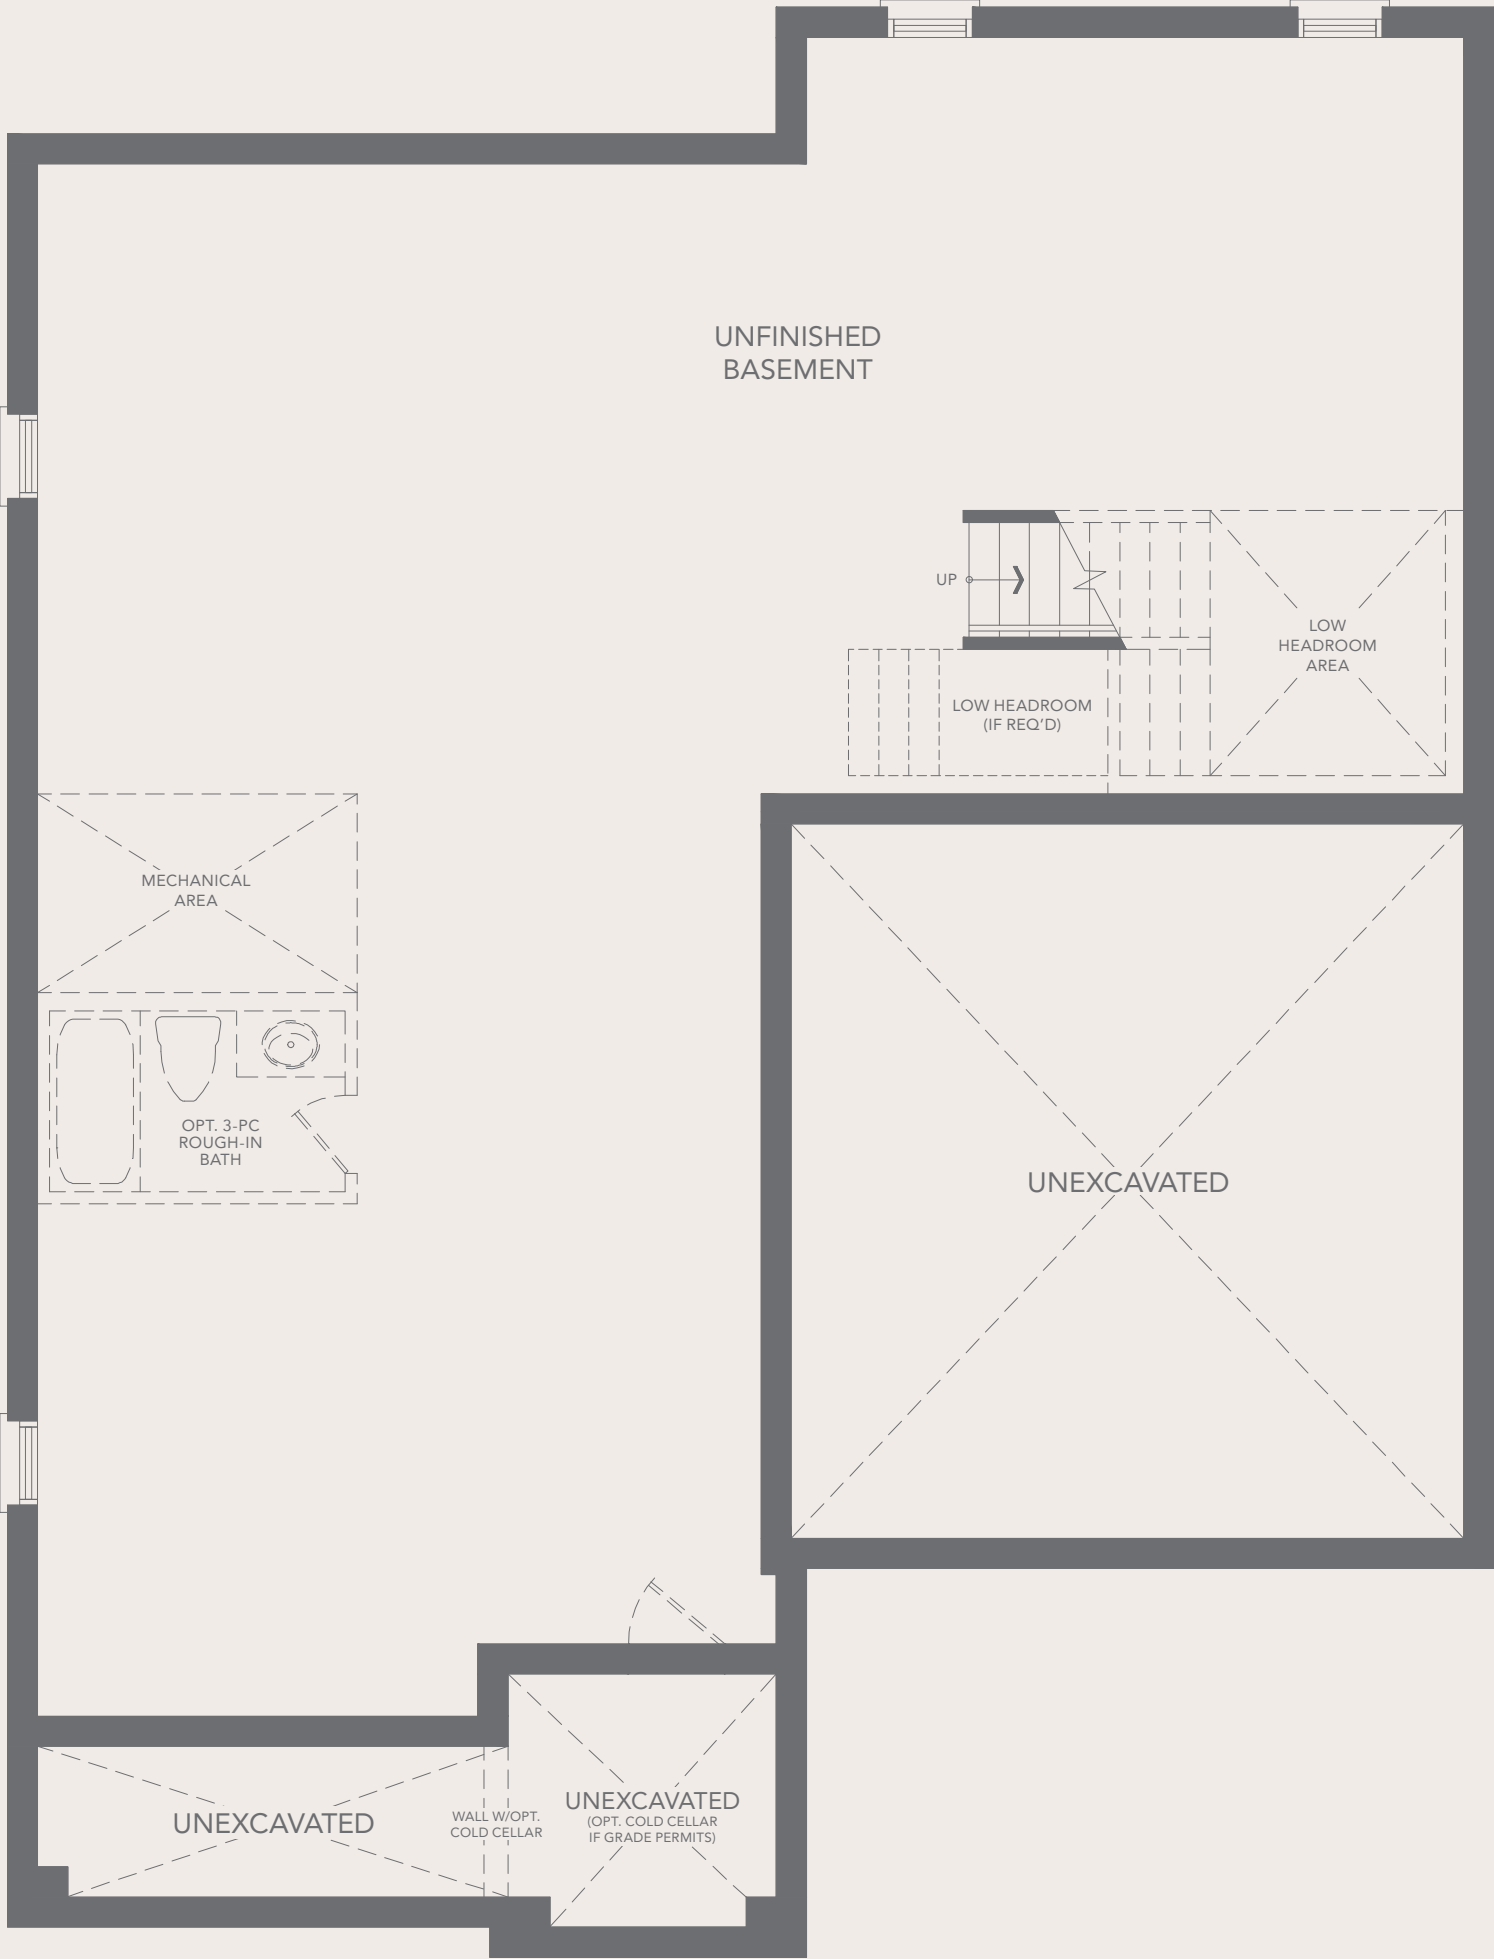 UNFINISHED
BASEMENT
UP
LOW
HEADROOM
AREA
LOW HEADROOM
(IF REQ'D)
MECHANICAL
AREA
OPT. 3-PC
ROUGH-IN
BATH
UNEXCAVATED
UNEXCAVATED
WALL W/OPT.
COLD CELLAR
UNEXCAVATED
(OPT. COLD CELLAR
IF GRADE PERMITS)